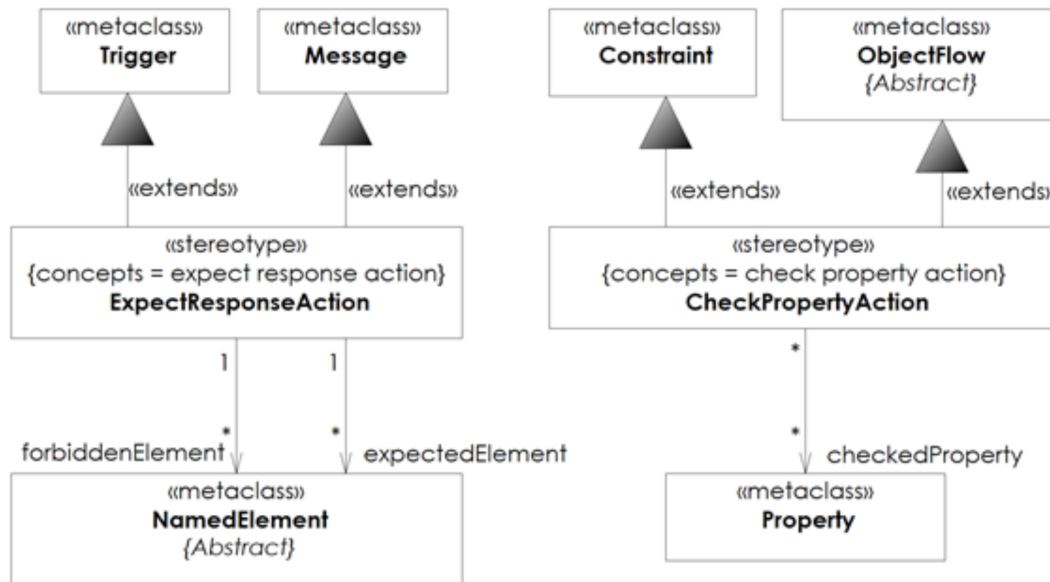 «metaclass»
Trigger
«metaclass»
Message
«metaclass»
Constraint
«metaclass»
ObjectFlow
{Abstract}
«extends»
«extends»
«extends»
«extends»
«stereotype»
{concepts = expect response action}
ExpectResponseAction
«stereotype»
{concepts = check property action}
CheckPropertyAction
1
1
*
*
*
*
forbiddenElement
expectedElement
checkedProperty
«metaclass»
NamedElement
{Abstract}
«metaclass»
Property